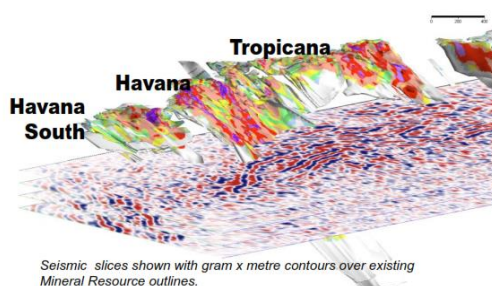 Tropicana
Havana
Havana
South
Seismic slices shown with gram x metre contours over existing
Mineral Resource outlines.